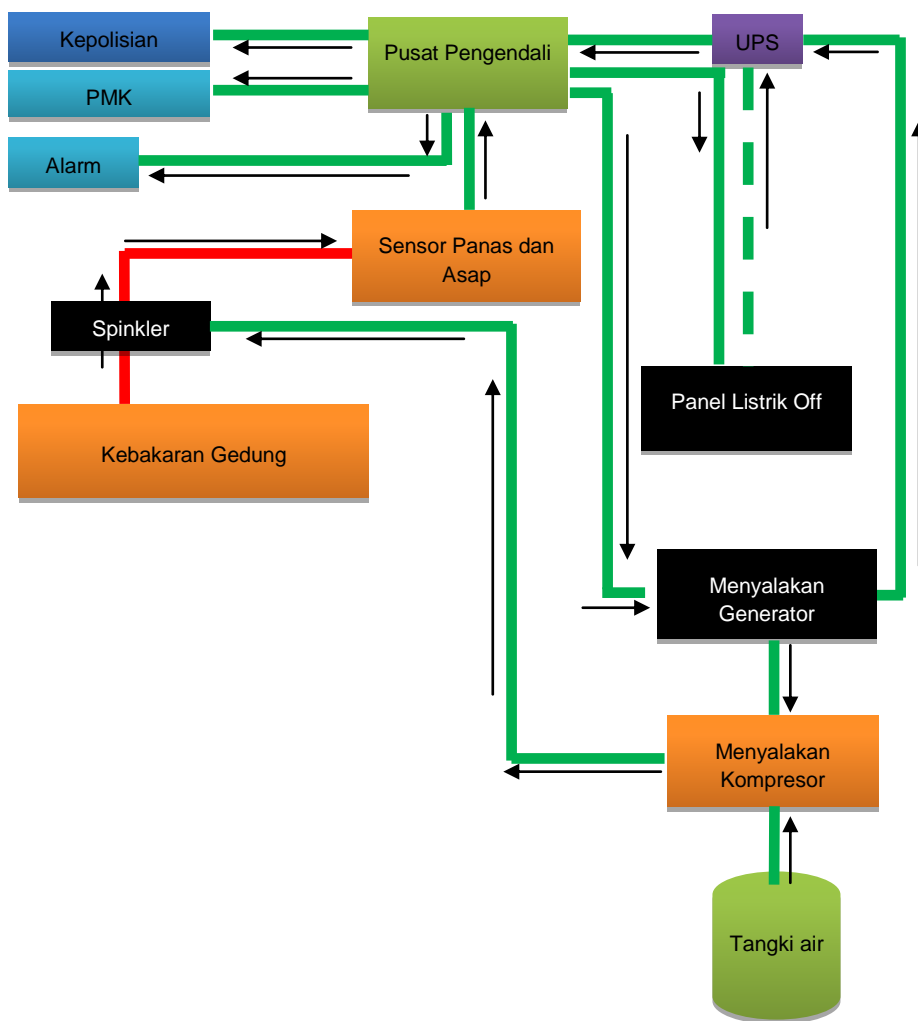 Kepolisian
Pusat Pengendali
UPS
PMK
Alarm
Sensor Panas dan
Asap
Spinkler
Panel Listrik Off
Kebakaran Gedung
Menyalakan
Generator
Menyalakan
Kompresor
Tangki air